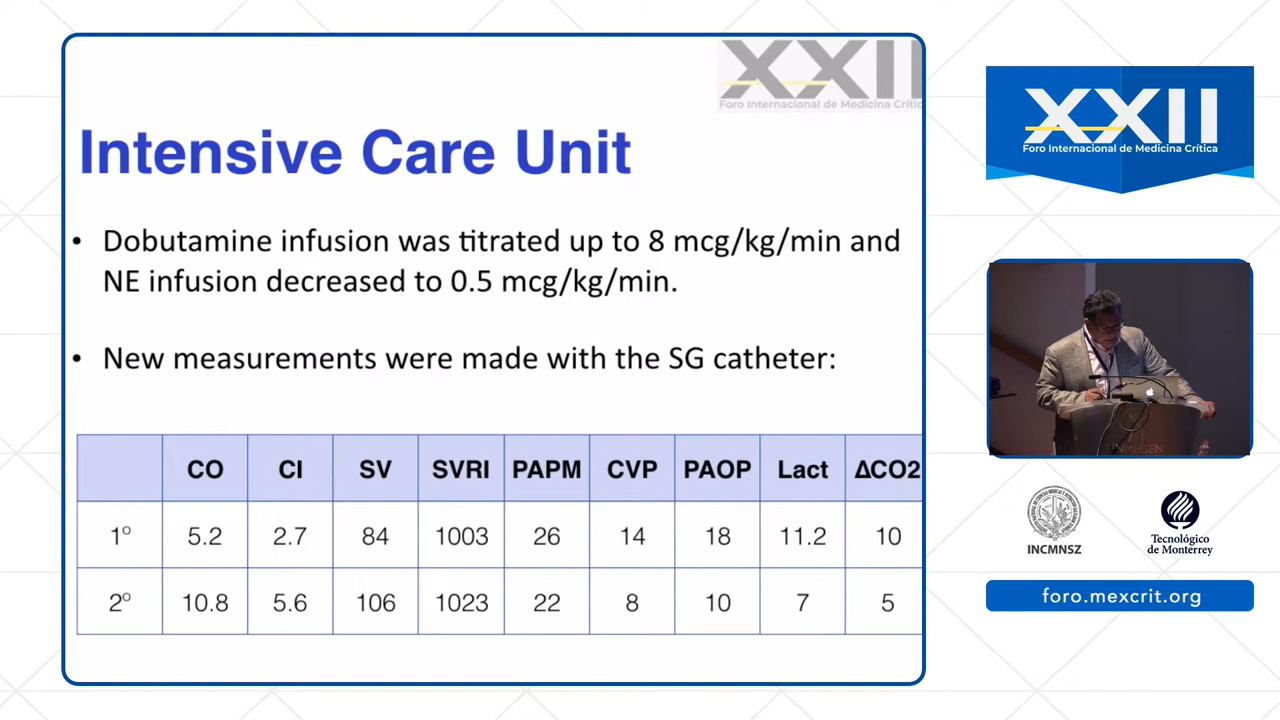 XXII
Foro Internacional de Medicina Crític
Intensive Care Unit
• Dobutamine infusion was titrated up to 8 mcg/kg/min and
NE infusion decreased to 0.5 mcg/kg/min.
• New measurements were made with the SG catheter:
CO CI SV SVRI PAPM CVP PAOP Lact ΔCO2
1º 5.2 2.7 84 1003 26 14 18 11.2 10
2º 10.8 5.6 106 1023 22 8 10 7 5
XXII
Foro Internacional de Medicina Crítica
INMEGEN
INCMNSZ
Tecnológico
de Monterrey
foro.mexcrit.org